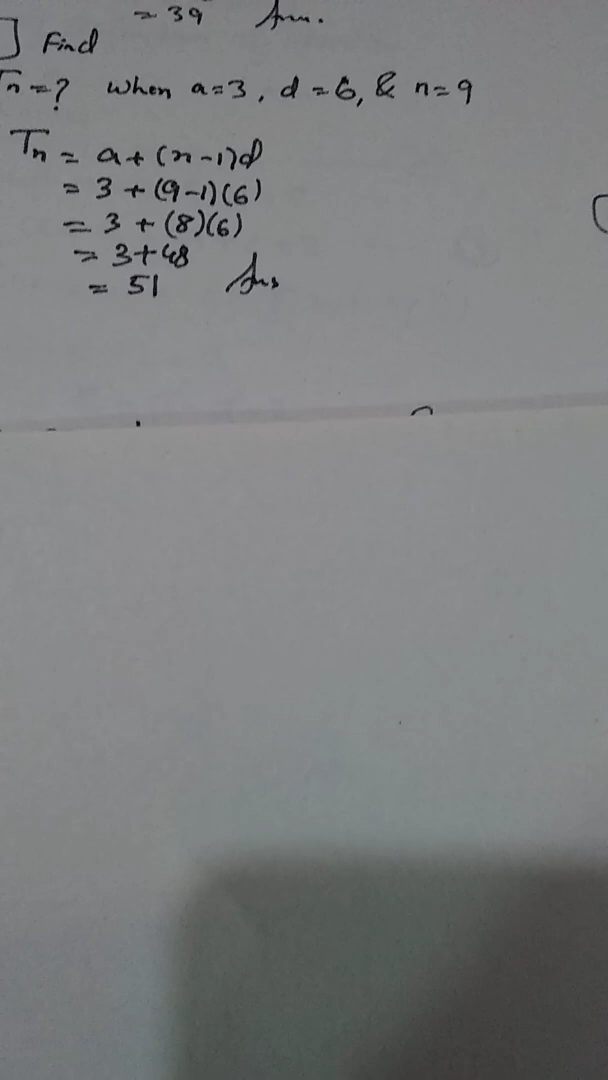 = 39 Ans.
] Find
Tn = ? when a=3, d=6, & n=9
Tn = a+(n-1)d
= 3 + (9-1)(6)
= 3 + (8)(6)
= 3+48
= 51 Ans